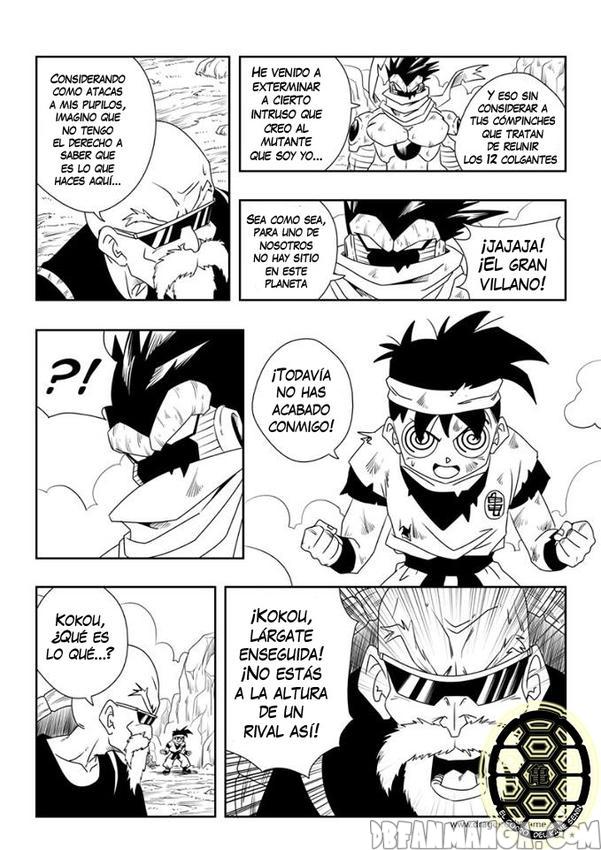 CONSIDERANDO
COMO ATACAS
A MIS PUPILOS,
IMAGINO QUE
NO TENGO
EL DERECHO A
SABER QUE
ES LO QUE
HACES AQUÍ...
HE VENIDO A
EXTERMINAR
A CIERTO
INTRUSO QUE
CREO AL
MUTANTE
QUE SOY YO...
Y ESO SIN
CONSIDERAR A
TUS CÓMPINCHES
QUE TRATAN
DE REUNIR
LOS 12 COLGANTES
SEA COMO SEA,
PARA UNO DE
NOSOTROS
NO HAY SITIO
EN ESTE
PLANETA
¡JAJAJA!
¡EL GRAN
VILLANO!
?!
¡TODAVÍA
NO HAS
ACABADO
CONMIGO!
亀
KOKOU,
¿QUÉ ES
LO QUÉ...?
¡KOKOU,
LÁRGATE
ENSEGUIDA!
¡NO ESTÁS
A LA ALTURA
DE UN
RIVAL ASÍ!
DBFANMANGA.COM